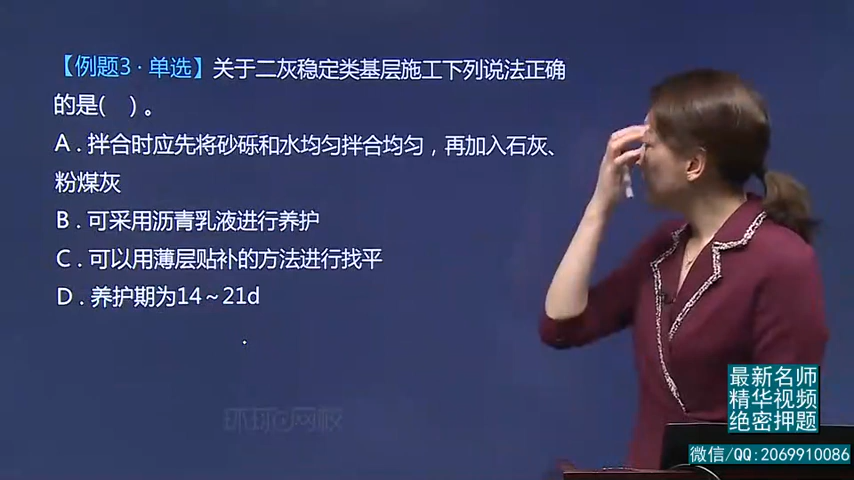 【例题3·单选】关于二灰稳定类基层施工下列说法正确
的是(    )。
A．拌合时应先将砂砾和水均匀拌合均匀，再加入石灰、
粉煤灰
B．可采用沥青乳液进行养护
C．可以用薄层贴补的方法进行找平
D．养护期为14～21d
环球@网校
最新名师
精华视频
绝密押题
微信/QQ:2069910086